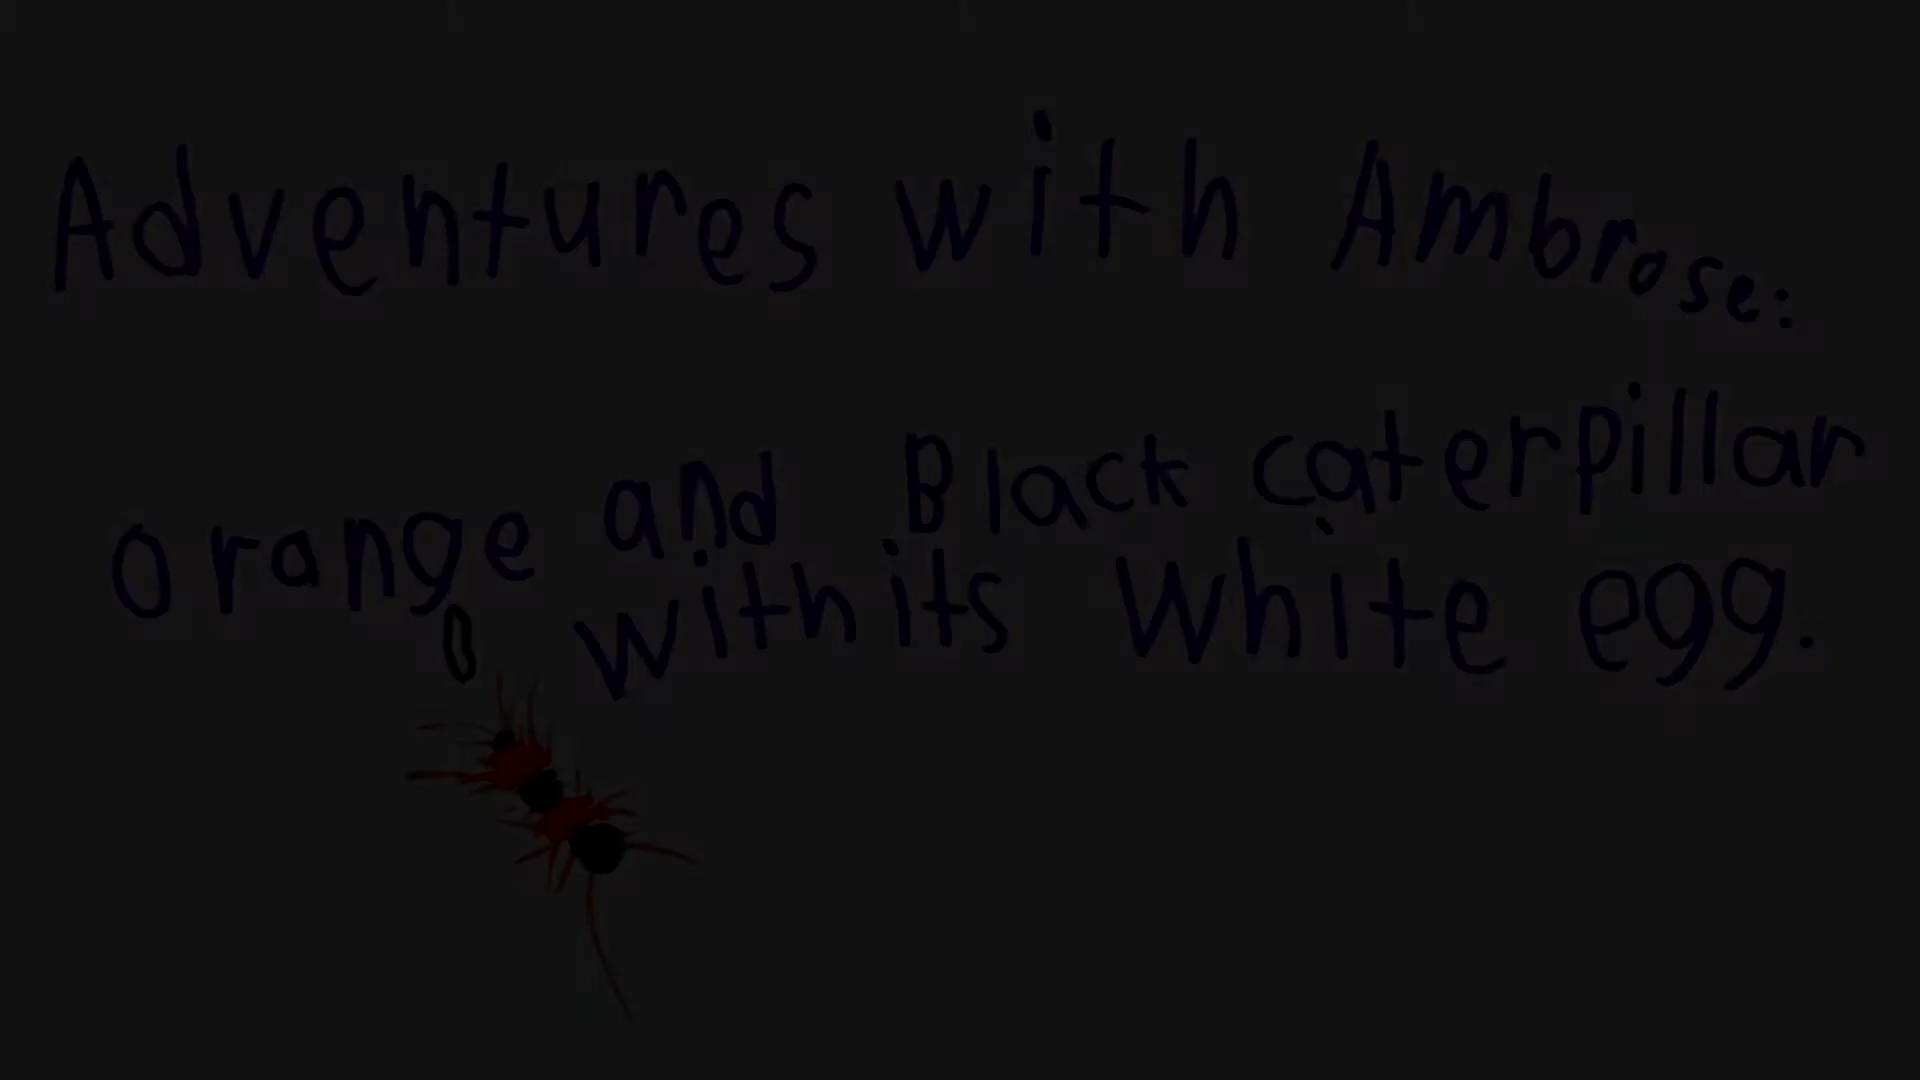 Adventures with Ambrose:
orange and Black caterpillar
with its White egg.